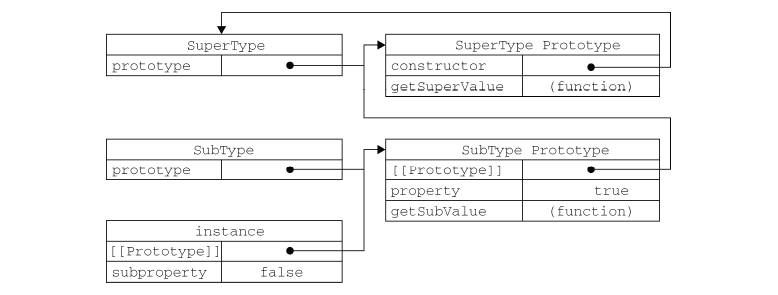 SuperType
prototype
SuperType Prototype
constructor
getSuperValue (function)
SubType
prototype
SubType Prototype
[[Prototype]]
property true
getSubValue (function)
instance
[[Prototype]]
subproperty false